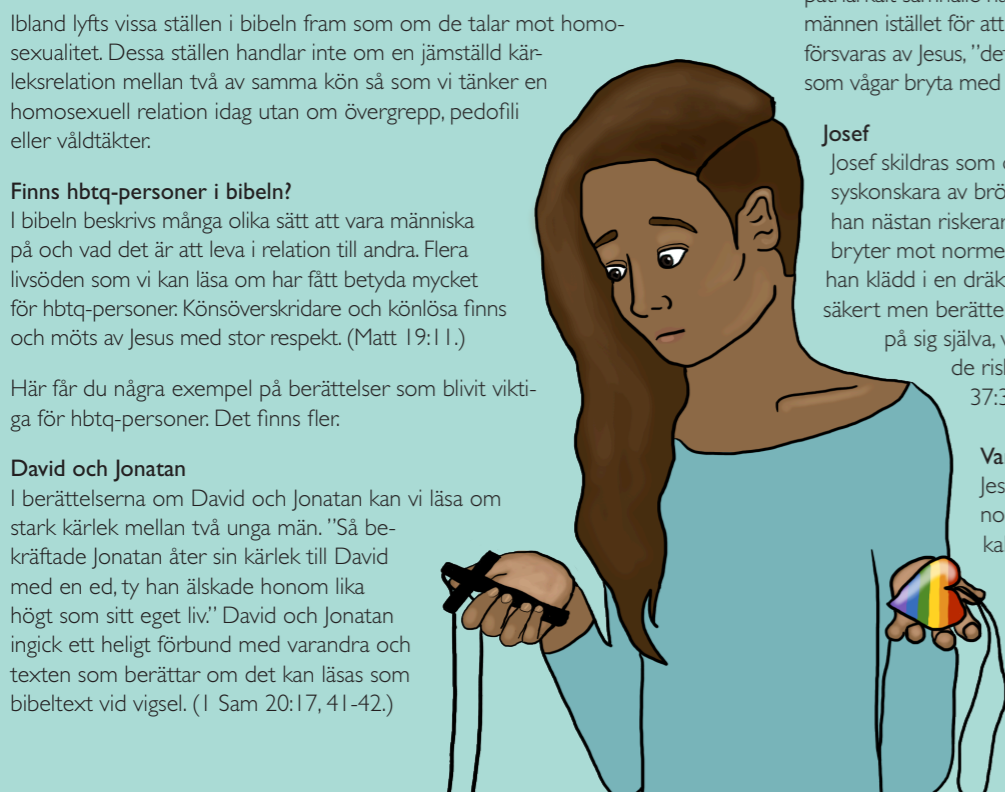 Ibland lyfts vissa ställen i bibeln fram som om de talar mot homo-
sexualitet. Dessa ställen handlar inte om en jämställd kär-
leksrelation mellan två av samma kön så som vi tänker en
homosexuell relation idag utan om övergrepp, pedofili
eller våldtäkter.
Finns hbtq-personer i bibeln?
I bibeln beskrivs många olika sätt att vara människa
på och vad det är att leva i relation till andra. Flera
livsöden som vi kan läsa om har fått betyda mycket
för hbtq-personer. Könsöverskridare och könlösa finns
och möts av Jesus med stor respekt. (Matt 19:11.)
Här får du några exempel på berättelser som blivit vikti-
ga för hbtq-personer. Det finns fler.
David och Jonatan
I berättelserna om David och Jonatan kan vi läsa om
stark kärlek mellan två unga män. ”Så be-
kräftade Jonatan åter sin kärlek till David
med en ed, ty han älskade honom lika
högt som sitt eget liv.” David och Jonatan
ingick ett heligt förbund med varandra och
texten som berättar om det kan läsas som
bibeltext vid vigsel. (1 Sam 20:17, 41-42.)
männen istället för att
försvaras av Jesus, ”det
som vågar bryta med
Josef
Josef skildras som
syskonskara av brö
han nästan riskerar
bryter mot norme
han klädd i en dräk
säkert men berätte
på sig själva, v
de risk
37:3
Va
Jes
no
ka